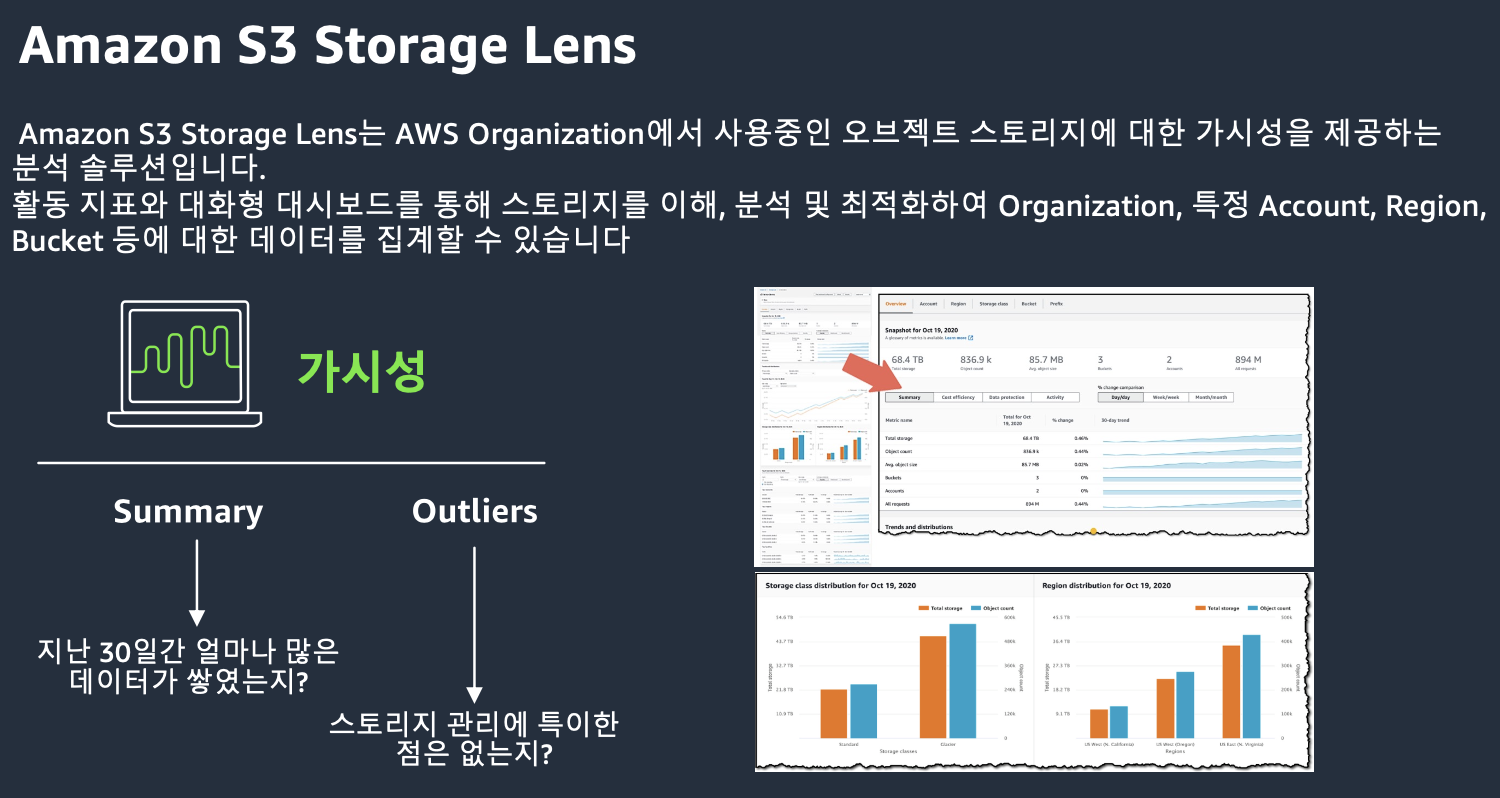 Amazon S3 Storage Lens
Amazon S3 Storage Lens는 AWS Organization에서 사용중인 오브젝트 스토리지에 대한 가시성을 제공하는
분석 솔루션입니다.
활동 지표와 대화형 대시보드를 통해 스토리지를 이해, 분석 및 최적화하여 Organization, 특정 Account, Region,
Bucket 등에 대한 데이터를 집계할 수 있습니다
가시성
Summary Outliers
지난 30일간 얼마나 많은
데이터가 쌓였는지?
스토리지 관리에 특이한
점은 없는지?
Overview Account Region Storage class Bucket Prefix
Snapshot for Oct 19, 2020
A glossary of metrics is available. Learn more
68.4 TB 836.9 k 85.7 MB 3 2 894 M
Total storage Object count Avg. object size Buckets Accounts All requests
% change comparison
Summary Cost efficiency Data protection Activity Day/day Week/week Month/month
Metric name Total for Oct 19, 2020 % change 30-day trend
Total storage 68.4 TB 0.46%
Object count 836.9 k 0.44%
Avg. object size 85.7 MB 0.02%
Buckets 3 0%
Accounts 2 0%
All requests 894 M 0.44%
Trends and distributions
Storage class distribution for Oct 19, 2020
Total storage Object count
54.6 TB 600k
43.7 TB 480k
32.7 TB 360k
21.8 TB 240k
10.9 TB 120k
0
Total storage
Object count
Standard Glacier
Storage classes
Region distribution for Oct 19, 2020
Total storage Object count
45.5 TB 500k
36.4 TB 400k
27.3 TB 300k
18.2 TB 200k
9.1 TB 100k
0
Total storage
Object count
US West (N. California) US West (Oregon) US East (N. Virginia)
Regions